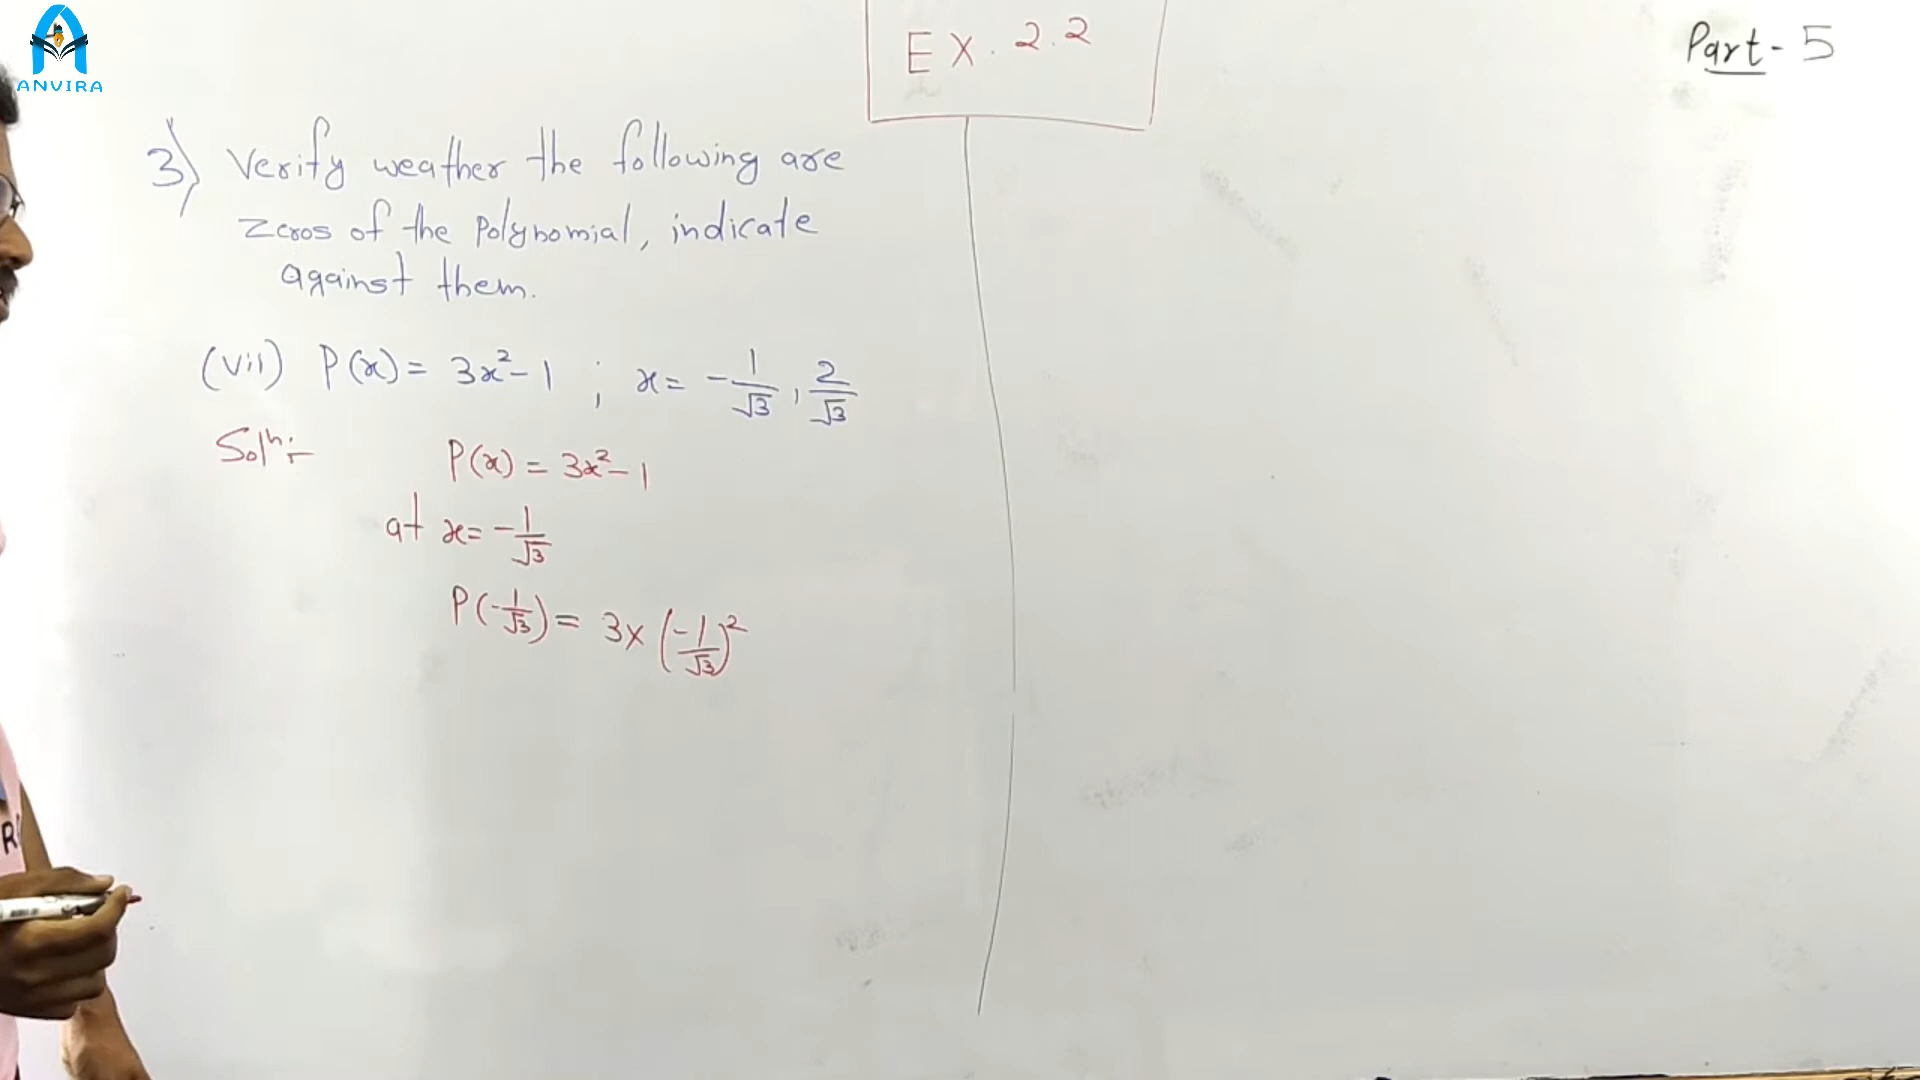 ANVIRA
EX. 2.2
Part - 5
3) Verify weather the following are
zeros of the polynomial, indicate
against them.
(vii) P(x) = 3x² - 1 ; x = -1/√3, 2/√3
Solⁿ:-
P(x) = 3x² - 1
at x = -1/√3
P(-1/√3) = 3 × (-1/√3)²
R